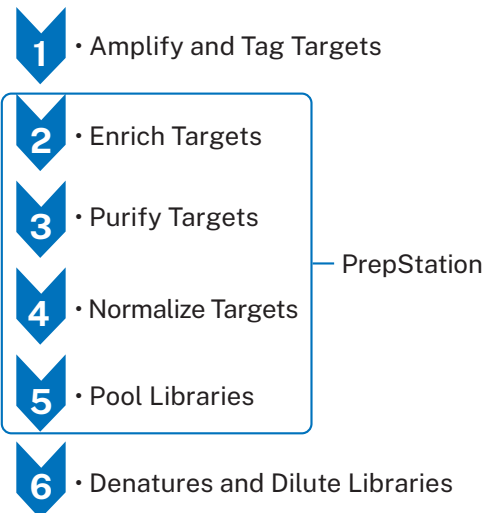 1 • Amplify and Tag Targets
2 • Enrich Targets
3 • Purify Targets
PrepStation
4 • Normalize Targets
5 • Pool Libraries
6 • Denatures and Dilute Libraries